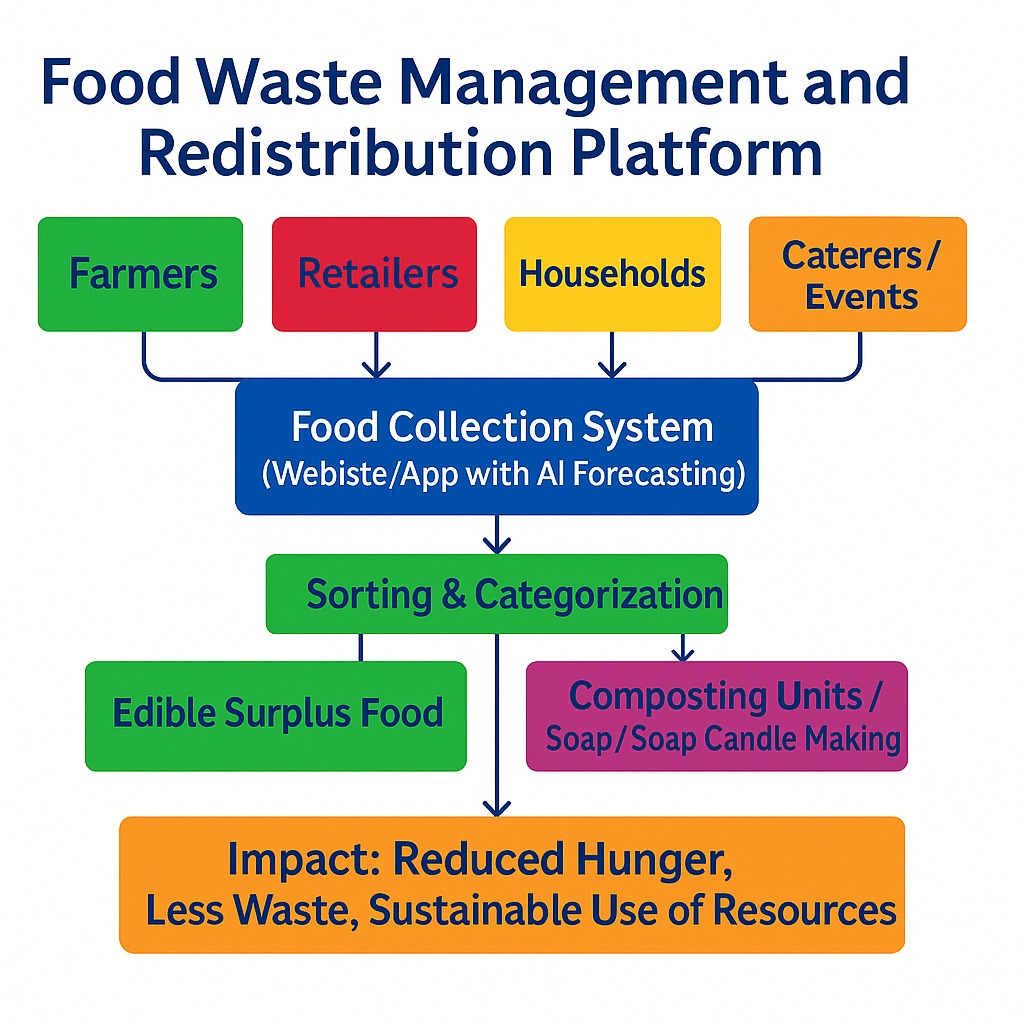 Food Waste Management and
Redistribution Platform
Farmers
Retailers
Households
Caterers/
Events
Food Collection System
(Webiste/App with AI Forecasting)
Sorting & Categorization
Edible Surplus Food
Composting Units /
Soap/Soap Candle Making
Impact: Reduced Hunger,
Less Waste, Sustainable Use of Resources